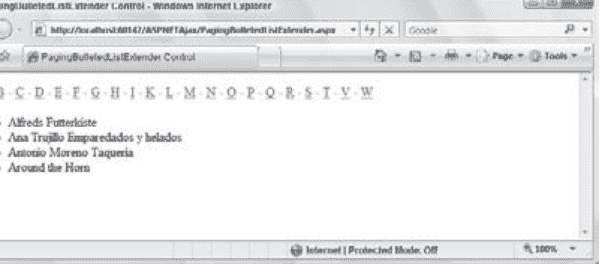 PagingBulletedListExtender Control - Windows Internet Explorer
http://localhost:60147/ASPNETAjax/PagingBulletedListExtender.aspx
Google
PagingBulletedListExtender Control
Page
Tools
C - D - E - F - G - H - I - K - L - M - N - O - P - Q - R - S - T - V - W
Alfreds Futterkiste
Ana Trujillo Emparedados y helados
Antonio Moreno Taquería
Around the Horn
Internet | Protected Mode: Off
100%